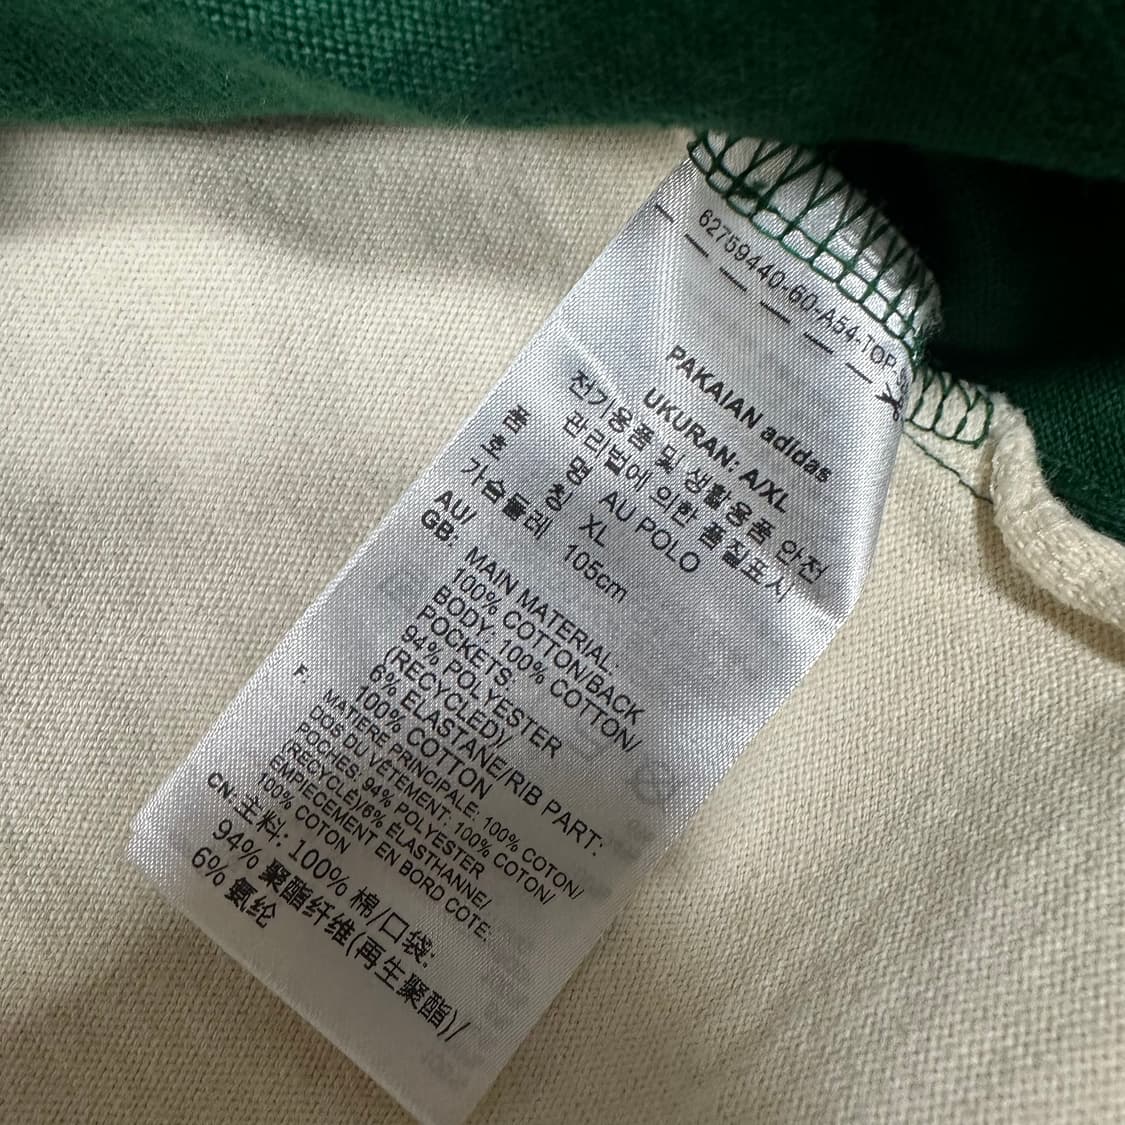 62759440-60-A54-TOP-
PAKAIAN adidas
UKURAN: A/XL
전기용품 및 생활용품 안전
관리법에 의한 품질표시
품 명 AU POLO
호 칭 XL
가슴둘레 105cm
AU/
GB: MAIN MATERIAL:
100% COTTON/BACK
BODY: 100% COTTON/
POCKETS:
94% POLYESTER
(RECYCLED)/
6% ELASTANE/RIB PART:
100% COTTON
F: MATIÈRE PRINCIPALE: 100% COTON/
DOS DU VÊTEMENT: 100% COTON/
POCHES: 94% POLYESTER
(RECYCLÉ)/6% ÉLASTHANNE/
EMPIÈCEMENT EN BORD COTE:
100% COTON
CN: 主料: 100% 棉/口袋:
94% 聚酯纤维(再生聚酯)/
6% 氨纶